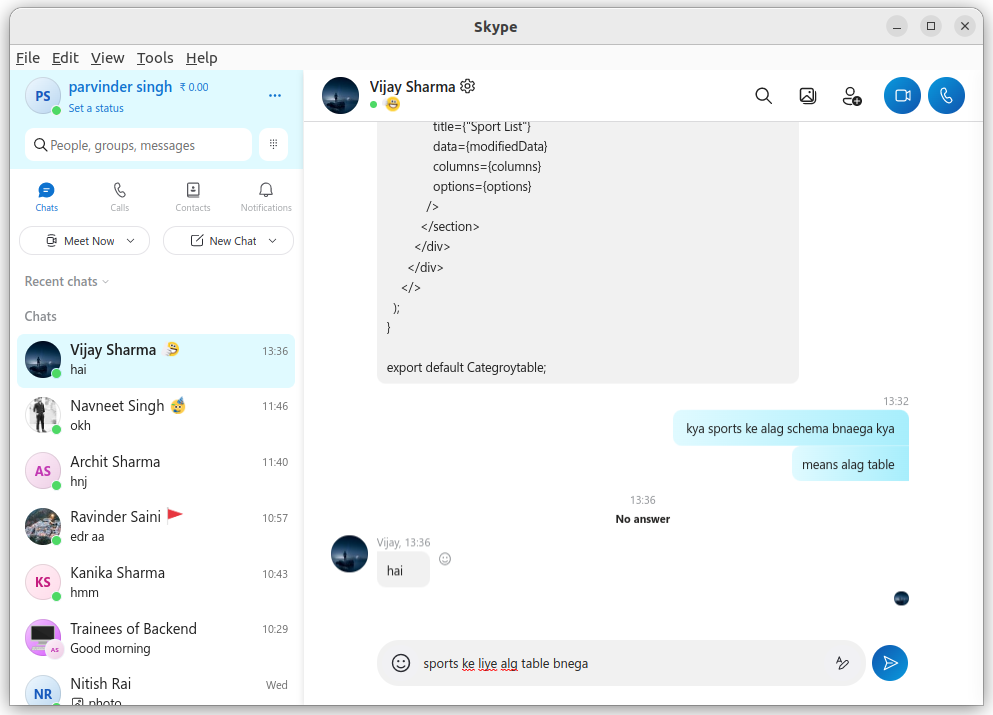 Skype
File Edit View Tools Help
PS
parvinder singh ₹ 0.00
Set a status
People, groups, messages
Chats Calls Contacts Notifications
Meet Now New Chat
Recent chats
Chats
Vijay Sharma 13:36
hai
Navneet Singh 11:46
okh
AS
Archit Sharma 11:40
hnj
Ravinder Saini 10:57
edr aa
KS
Kanika Sharma 10:43
hmm
AS
Trainees of Backend 10:29
Good morning
NR
Nitish Rai Wed
photo
Vijay Sharma
title={"Sport List"}
data={modifiedData}
columns={columns}
options={options}
/>
</section>
</div>
</div>
</>
);
}
export default Categroytable;
13:32
kya sports ke alag schema bnaega kya
means alag table
13:36
No answer
Vijay, 13:36
hai
sports ke liye alg table bnega